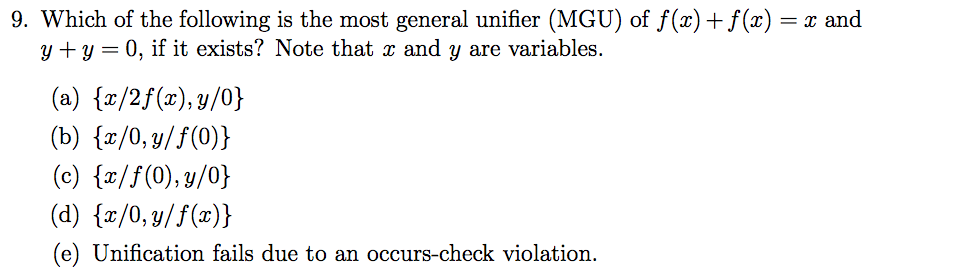 9. Which of the following is the most general unifier (MGU) of f(x) + f(x) = x and
y + y = 0, if it exists? Note that x and y are variables.
(a) {x/2f(x), y/0}
(b) {x/0, y/f(0)}
(c) {x/f(0), y/0}
(d) {x/0, y/f(x)}
(e) Unification fails due to an occurs-check violation.